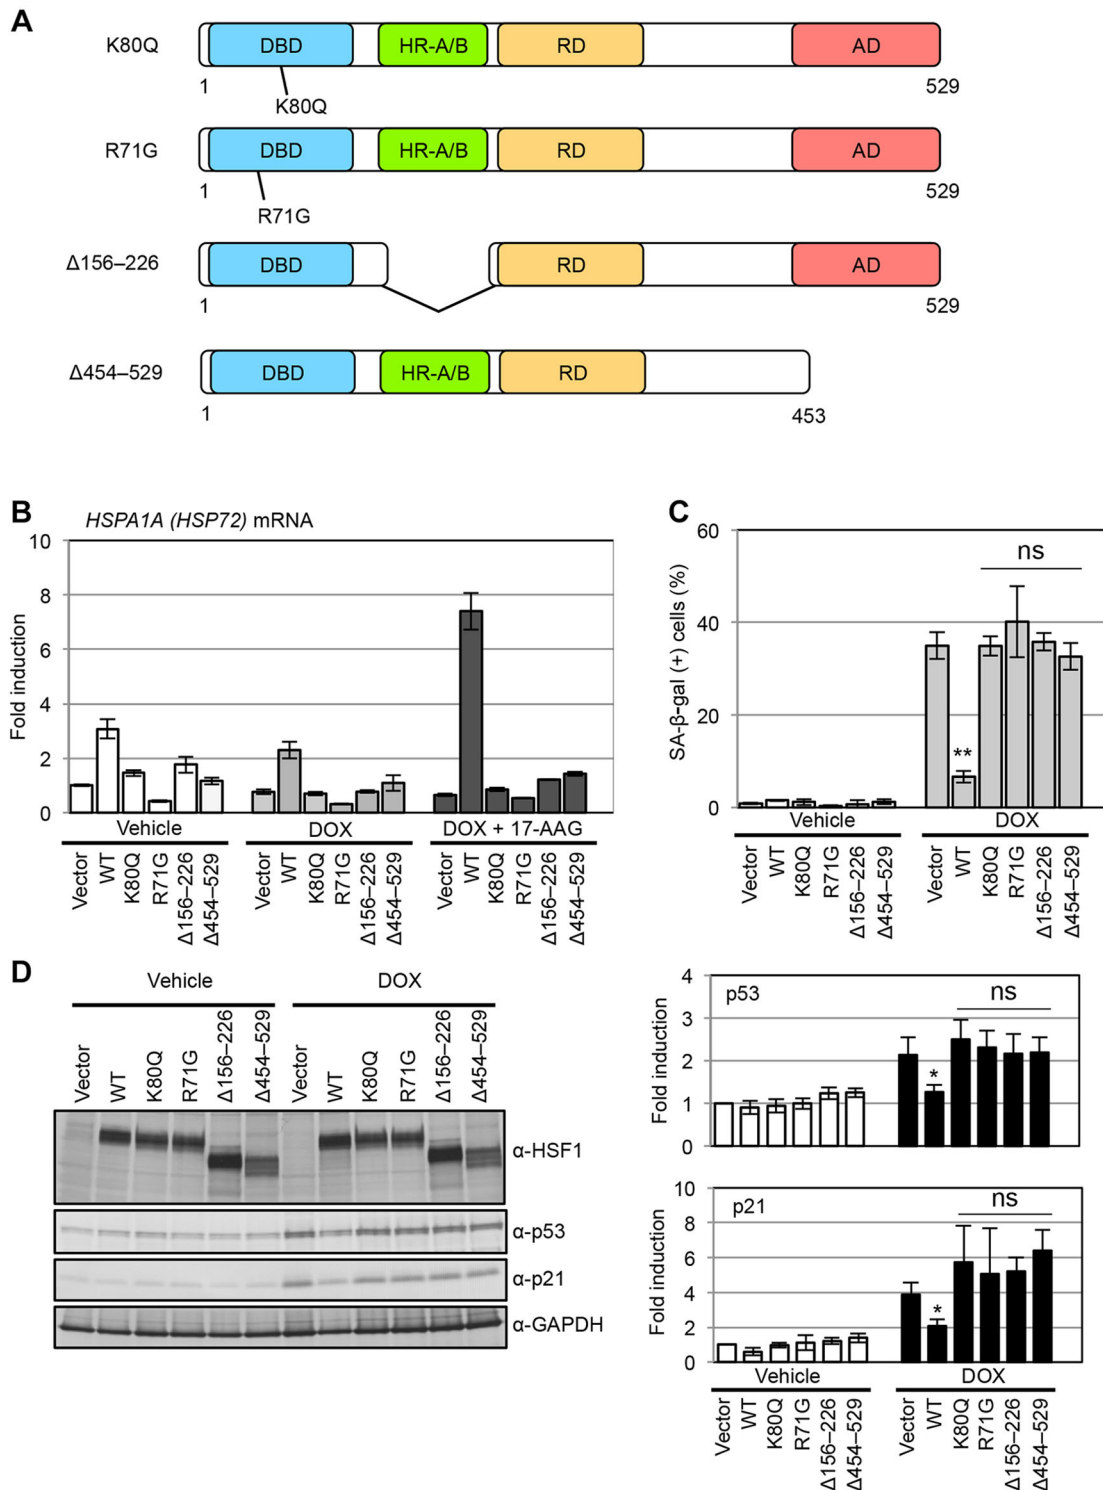 A
K80Q
DBD
HR-A/B
RD
AD
1
529
K80Q
R71G
DBD
HR-A/B
RD
AD
1
529
R71G
Δ156–226
DBD
RD
AD
1
529
Δ454–529
DBD
HR-A/B
RD
1
453
B
HSPA1A (HSP72) mRNA
Fold induction
10
8
6
4
2
0
Vehicle
DOX
DOX + 17-AAG
Vector
WT
K80Q
R71G
Δ156–226
Δ454–529
Vector
WT
K80Q
R71G
Δ156–226
Δ454–529
Vector
WT
K80Q
R71G
Δ156–226
Δ454–529
C
SA-β-gal (+) cells (%)
60
40
20
0
ns
**
Vehicle
DOX
Vector
WT
K80Q
R71G
Δ156–226
Δ454–529
Vector
WT
K80Q
R71G
Δ156–226
Δ454–529
D
Vehicle
DOX
Vector
WT
K80Q
R71G
Δ156–226
Δ454–529
Vector
WT
K80Q
R71G
Δ156–226
Δ454–529
α-HSF1
α-p53
α-p21
α-GAPDH
p53
ns
Fold induction
4
3
2
1
0
*
p21
ns
Fold induction
10
8
6
4
2
0
*
Vehicle
DOX
Vector
WT
K80Q
R71G
Δ156–226
Δ454–529
Vector
WT
K80Q
R71G
Δ156–226
Δ454–529